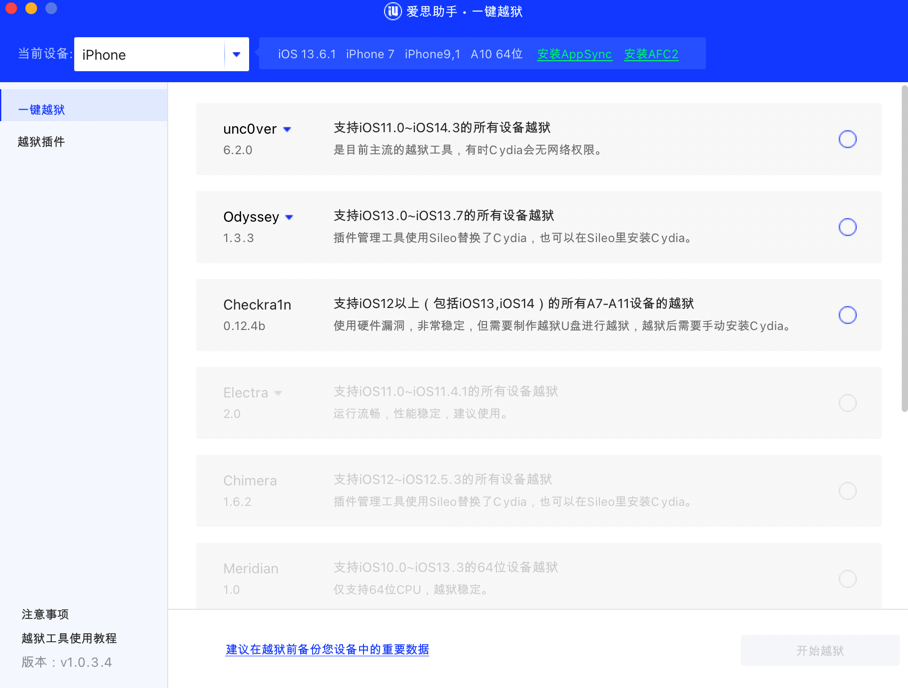 爱思助手 · 一键越狱
当前设备: iPhone iOS 13.6.1 iPhone 7 iPhone9,1 A10 64位 安装AppSync 安装AFC2
一键越狱
越狱插件
unc0ver 支持iOS11.0~iOS14.3的所有设备越狱
6.2.0 是目前主流的越狱工具，有时Cydia会无网络权限。
Odyssey 支持iOS13.0~iOS13.7的所有设备越狱
1.3.3 插件管理工具使用Sileo替换了Cydia，也可以在Sileo里安装Cydia。
Checkra1n 支持iOS12以上（包括iOS13,iOS14）的所有A7-A11设备的越狱
0.12.4b 使用硬件漏洞，非常稳定，但需要制作越狱U盘进行越狱，越狱后需要手动安装Cydia。
Electra 支持iOS11.0~iOS11.4.1的所有设备越狱
2.0 运行流畅，性能稳定，建议使用。
Chimera 支持iOS12~iOS12.5.3的所有设备越狱
1.6.2 插件管理工具使用Sileo替换了Cydia，也可以在Sileo里安装Cydia。
Meridian 支持iOS10.0~iOS13.3的64位设备越狱
1.0 仅支持64位CPU，越狱稳定。
注意事项
越狱工具使用教程
版本：v1.0.3.4
建议在越狱前备份您设备中的重要数据
开始越狱